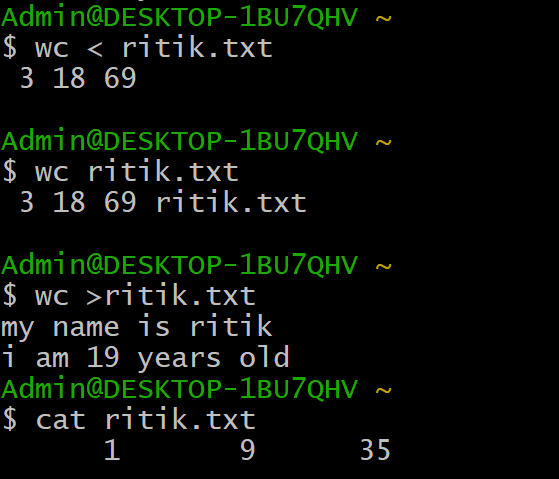 Admin@DESKTOP-1BU7QHV ~
$ wc < ritik.txt
 3 18 69
Admin@DESKTOP-1BU7QHV ~
$ wc ritik.txt
 3 18 69 ritik.txt
Admin@DESKTOP-1BU7QHV ~
$ wc >ritik.txt
my name is ritik
i am 19 years old
Admin@DESKTOP-1BU7QHV ~
$ cat ritik.txt
      1       9      35